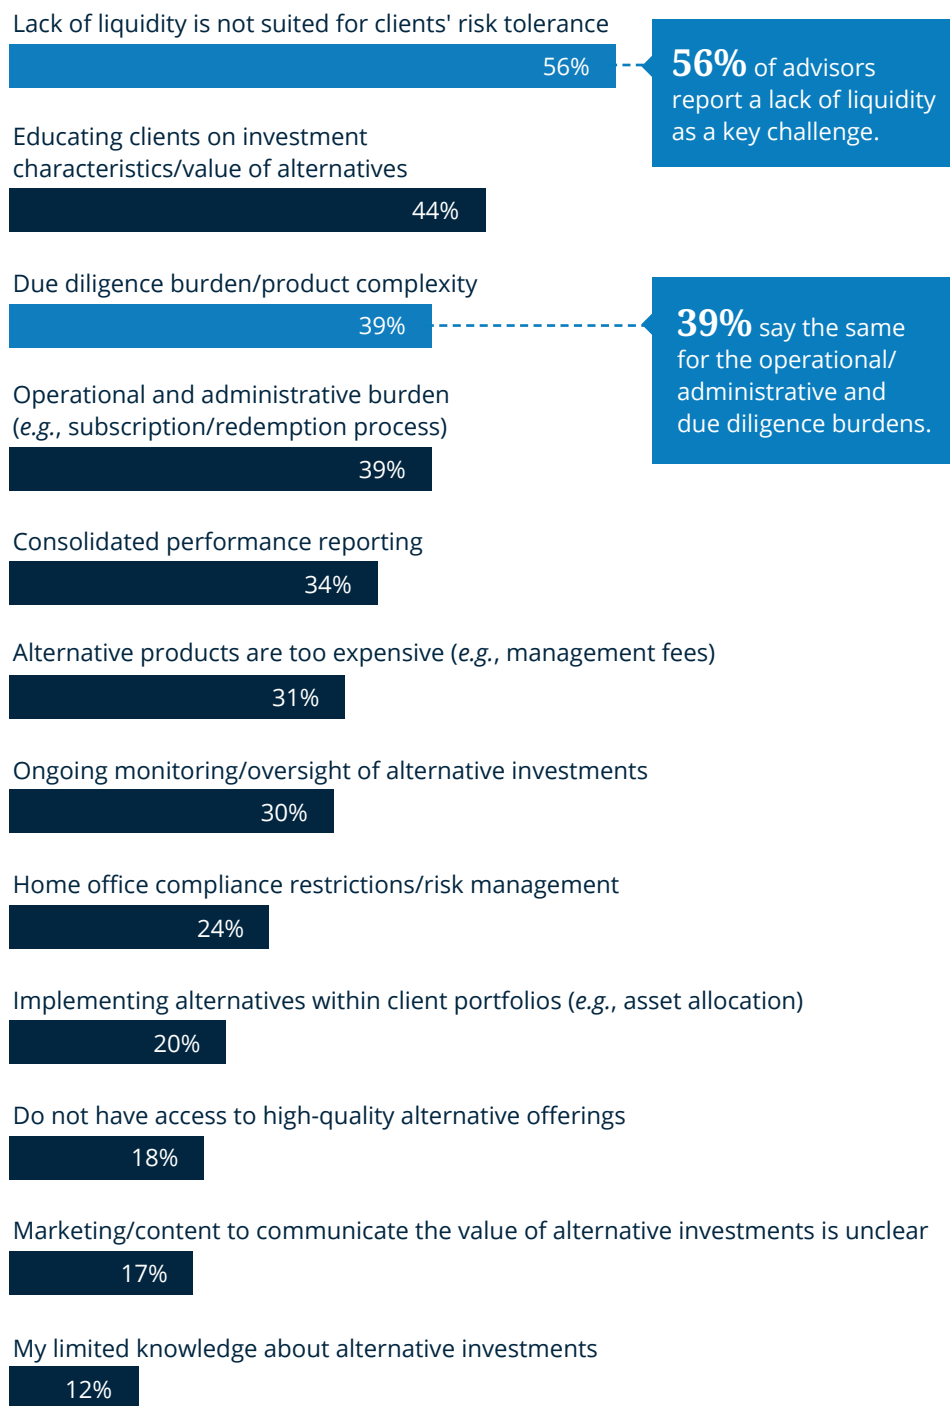 Lack of liquidity is not suited for clients' risk tolerance
56%
56% of advisors
report a lack of liquidity
as a key challenge.
Educating clients on investment
characteristics/value of alternatives
44%
Due diligence burden/product complexity
39%
39% say the same
for the operational/
administrative and
due diligence burdens.
Operational and administrative burden
(e.g., subscription/redemption process)
39%
Consolidated performance reporting
34%
Alternative products are too expensive (e.g., management fees)
31%
Ongoing monitoring/oversight of alternative investments
30%
Home office compliance restrictions/risk management
24%
Implementing alternatives within client portfolios (e.g., asset allocation)
20%
Do not have access to high-quality alternative offerings
18%
Marketing/content to communicate the value of alternative investments is unclear
17%
My limited knowledge about alternative investments
12%